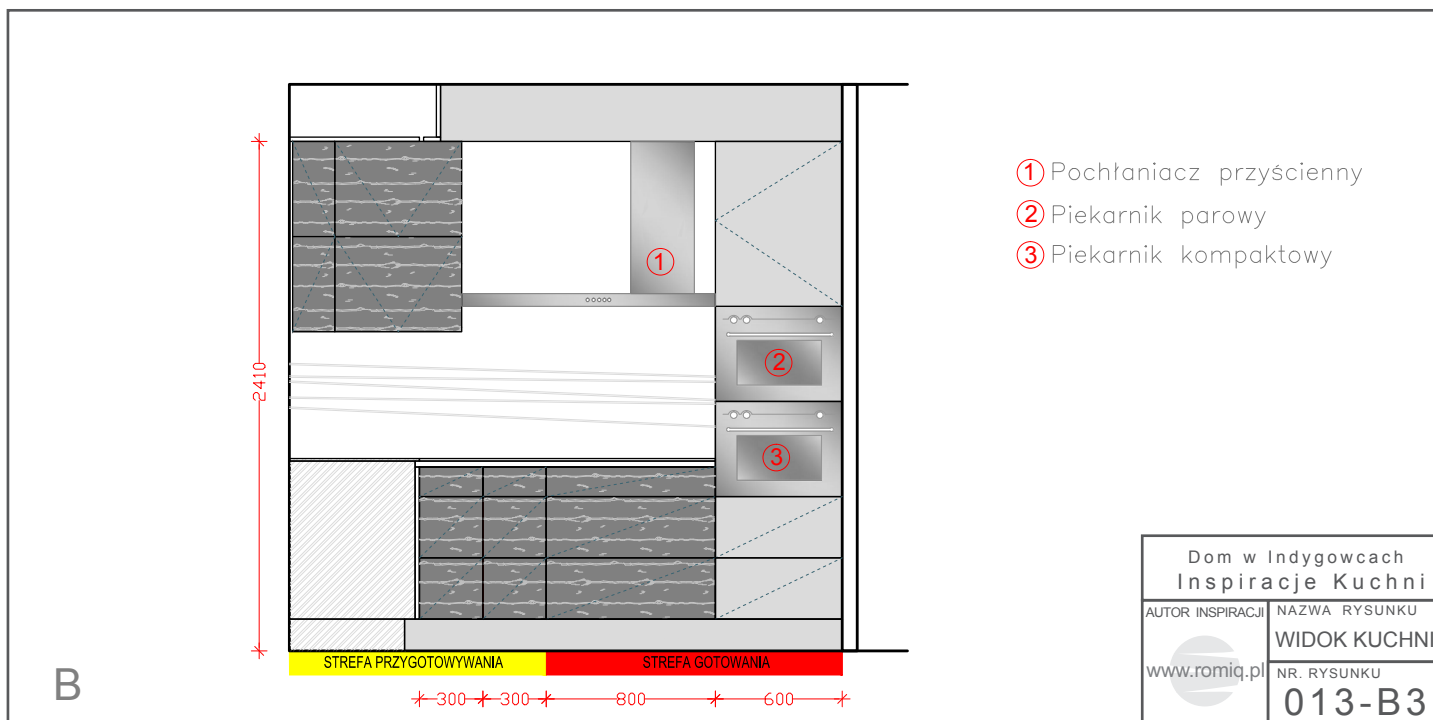 ① Pochłaniacz przyścienny
② Piekarnik parowy
③ Piekarnik kompaktowy
1
2
3
2410
STREFA PRZYGOTOWYWANIA
STREFA GOTOWANIA
300
300
800
600
B
Dom w Indygowcach
Inspiracje Kuchni
AUTOR INSPIRACJI
www.romiq.pl
NAZWA RYSUNKU
WIDOK KUCHNI
NR. RYSUNKU
013-B3